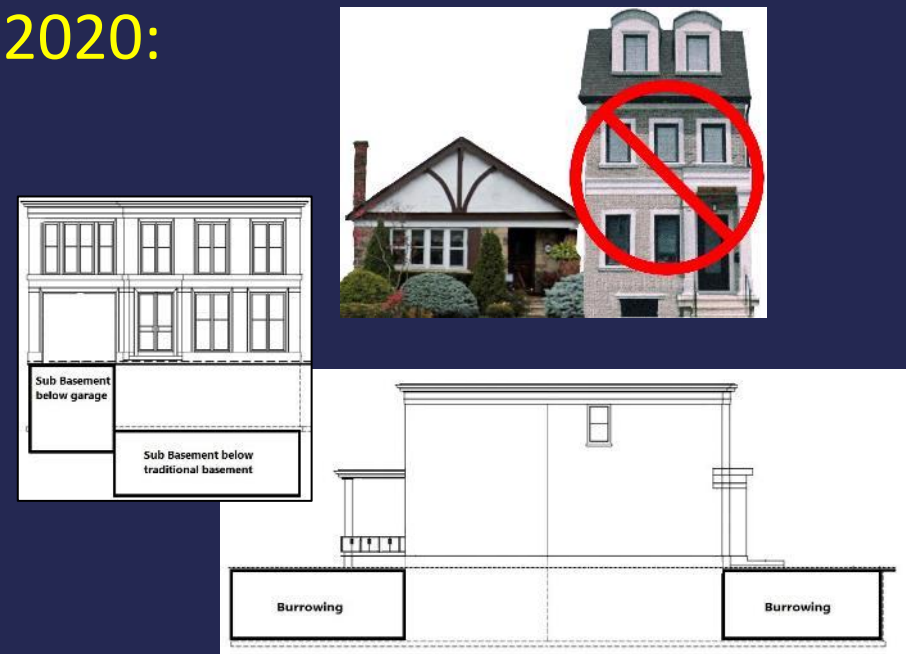 2020:
Sub Basement
below garage
Sub Basement below
traditional basement
Burrowing
Burrowing